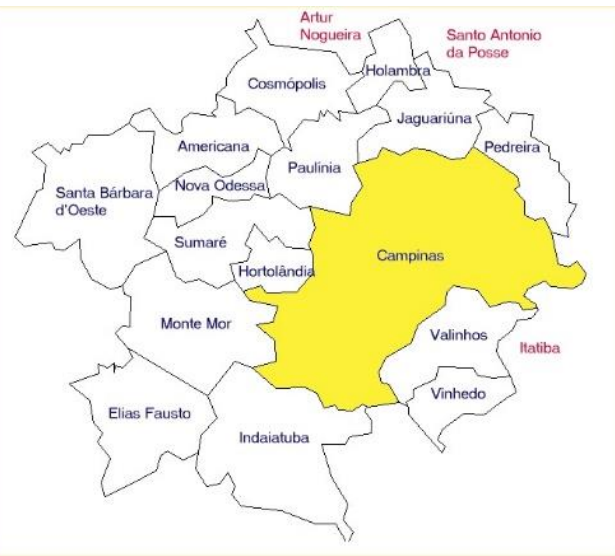 Artur
Nogueira
Santo Antonio
da Posse
Holambra
Cosmópolis
Jaguariúna
Americana
Pedreira
Paulínia
Nova Odessa
Santa Bárbara
d'Oeste
Sumaré
Campinas
Hortolândia
Monte Mor
Valinhos
Itatiba
Vinhedo
Elias Fausto
Indaiatuba